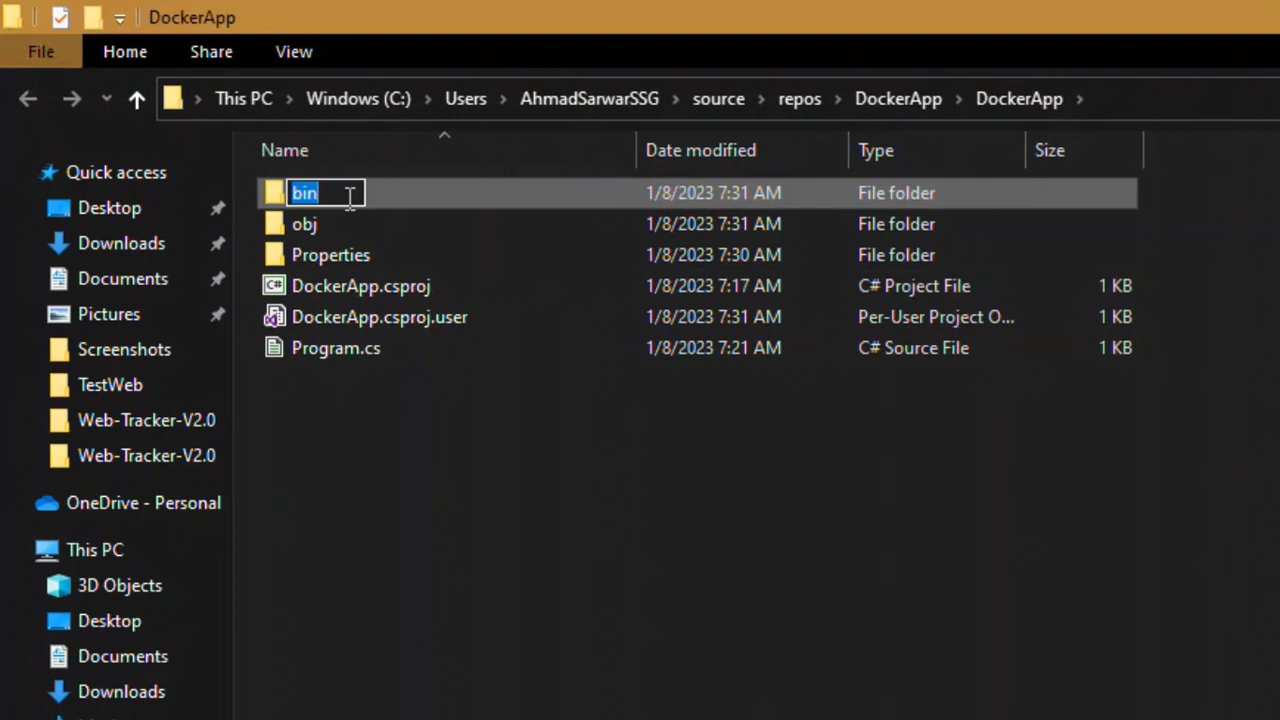 DockerApp
File Home Share View
This PC Windows (C:) Users AhmadSarwarSSG source repos DockerApp DockerApp
Name Date modified Type Size
bin 1/8/2023 7:31 AM File folder
obj 1/8/2023 7:31 AM File folder
Properties 1/8/2023 7:30 AM File folder
DockerApp.csproj 1/8/2023 7:17 AM C# Project File 1 KB
DockerApp.csproj.user 1/8/2023 7:31 AM Per-User Project O... 1 KB
Program.cs 1/8/2023 7:21 AM C# Source File 1 KB
Quick access
Desktop
Downloads
Documents
Pictures
Screenshots
TestWeb
Web-Tracker-V2.0
Web-Tracker-V2.0
OneDrive - Personal
This PC
3D Objects
Desktop
Documents
Downloads